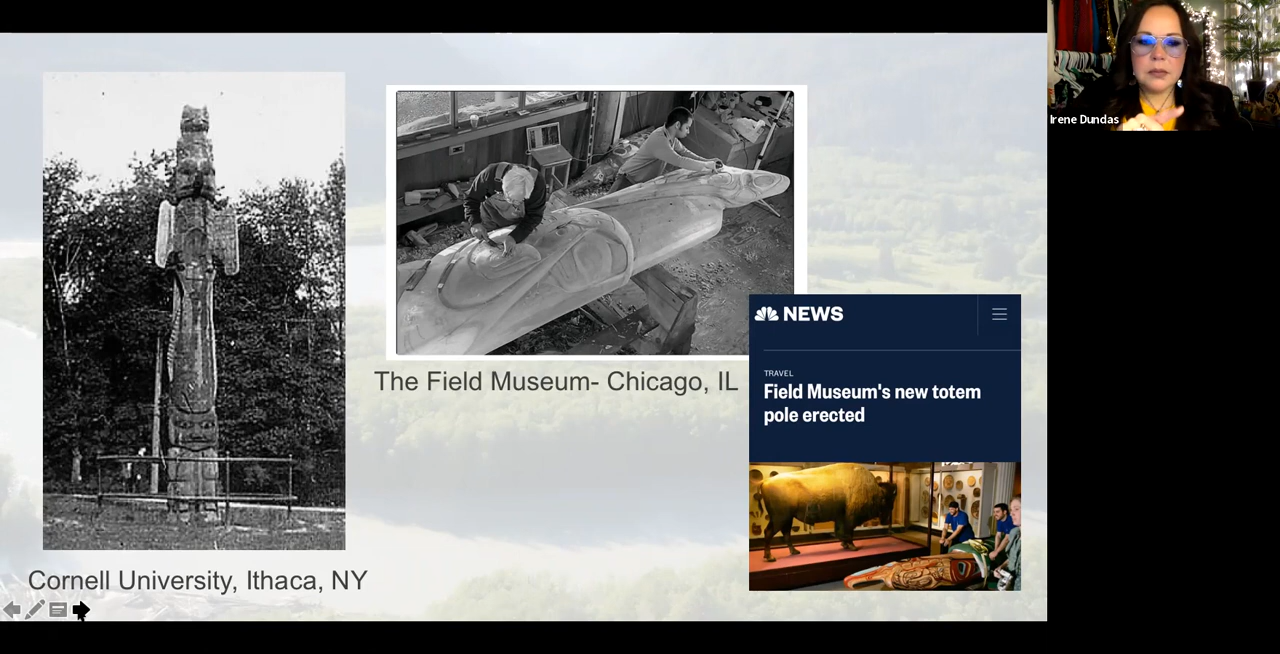 Irene Dundas
The Field Museum- Chicago, IL
NEWS
TRAVEL
Field Museum's new totem
pole erected
Cornell University, Ithaca, NY